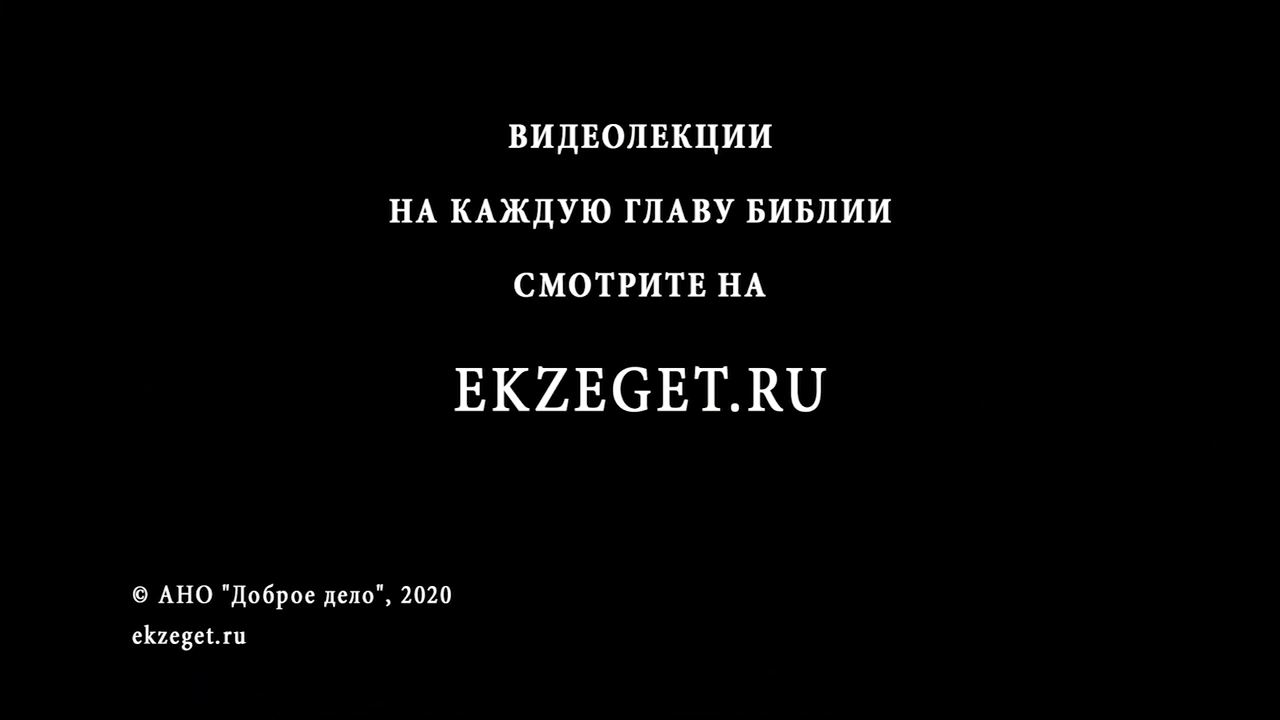 ВИДЕОЛЕКЦИИ
НА КАЖДУЮ ГЛАВУ БИБЛИИ
СМОТРИТЕ НА
EKZEGET.RU
© АНО "Доброе дело", 2020
ekzeget.ru